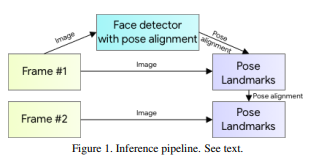 Image
Face detector
with pose alignment
Pose
alignment
Frame #1
Image
Pose
Landmarks
Pose alignment
Frame #2
Image
Pose
Landmarks
Figure 1. Inference pipeline. See text.